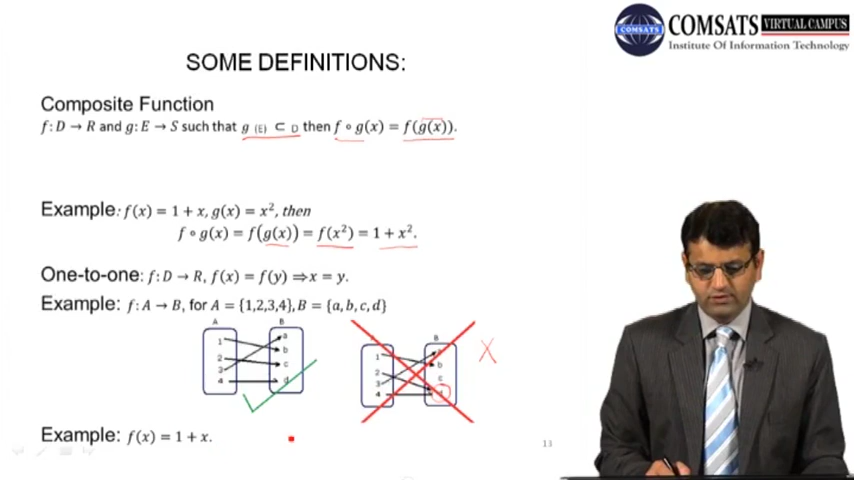 COMSATS VIRTUAL CAMPUS
COMSATS
Institute Of Information Technology
SOME DEFINITIONS:
Composite Function
f: D → R and g: E → S such that g (E) ⊂ D then f ∘ g(x) = f(g(x)).
Example: f(x) = 1 + x, g(x) = x², then
f ∘ g(x) = f(g(x)) = f(x²) = 1 + x².
One-to-one: f: D → R, f(x) = f(y) ⇒ x = y.
Example: f: A → B, for A = {1,2,3,4}, B = {a, b, c, d}
A B
1 a
2 b
3 c
4 d
B
1
2 b
3 c
4
X
Example: f(x) = 1 + x.
13